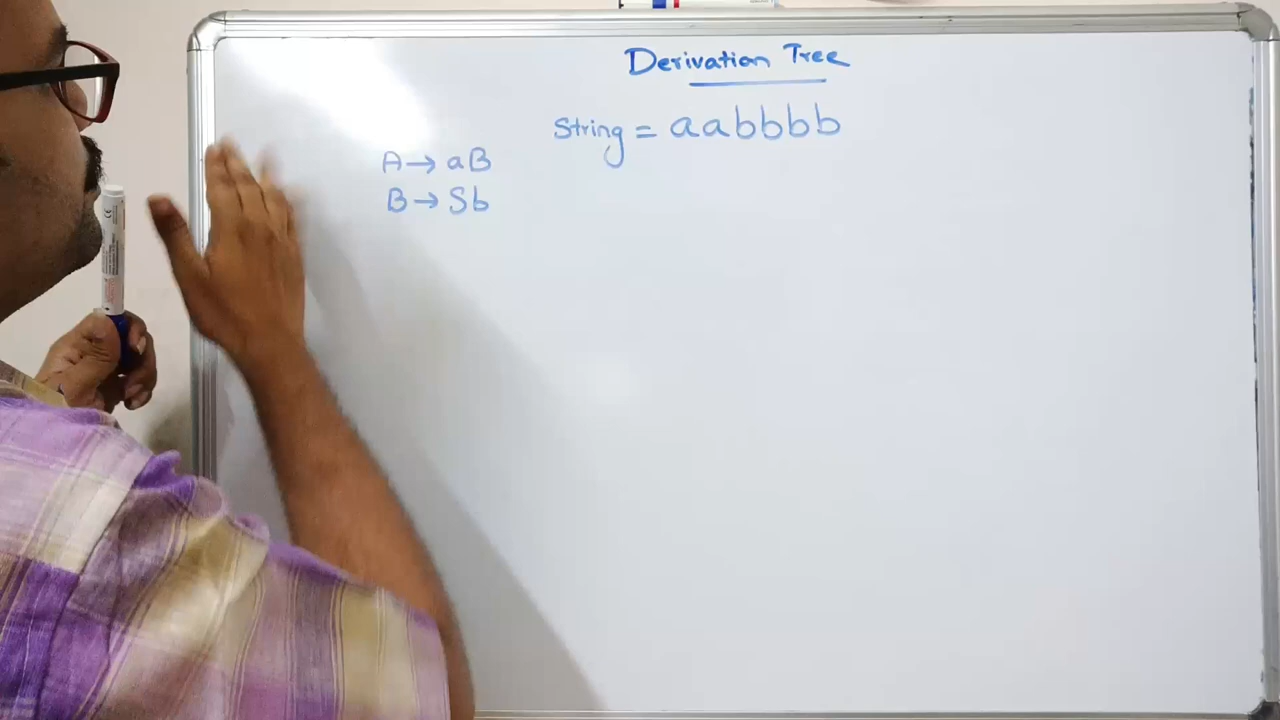 Derivation Tree
String = aabbbb
A → aB
B → Sb